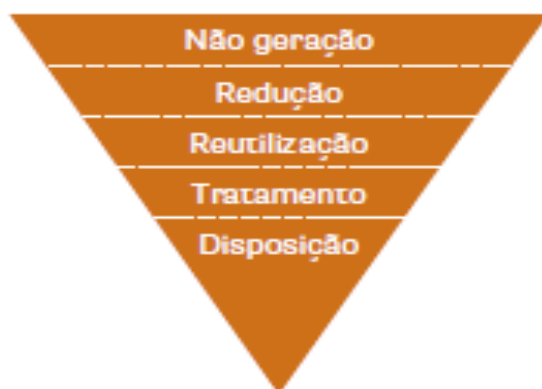 Não geração
Redução
Reutilização
Tratamento
Disposição